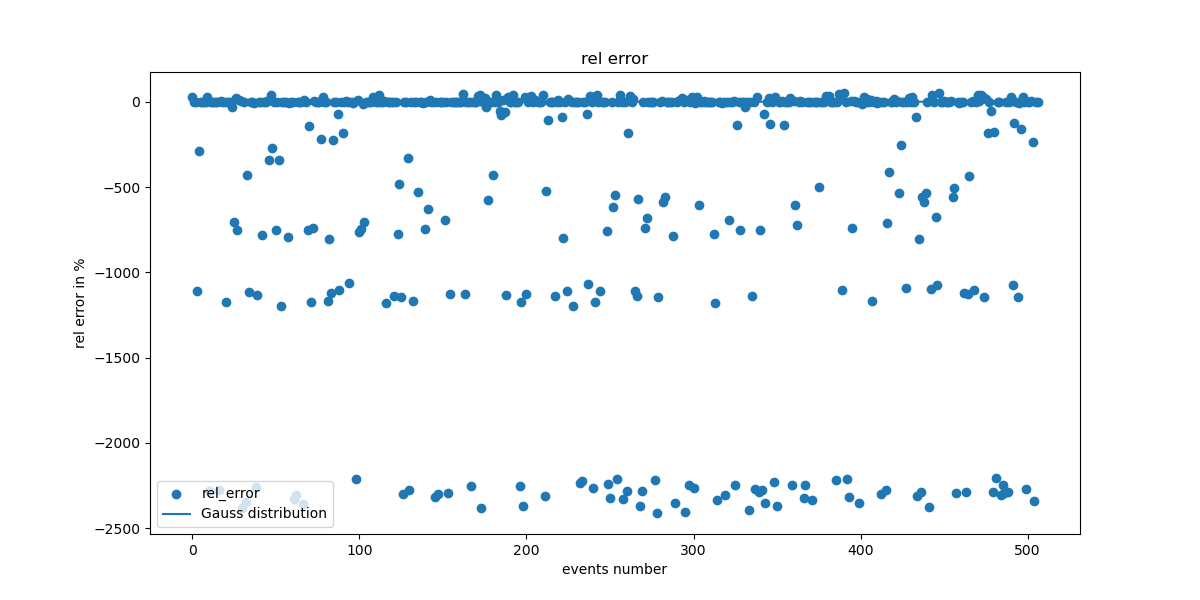 rel error
rel error in %
0
−500
−1000
−1500
−2000
−2500
rel_error
Gauss distribution
0
100
200
300
400
500
events number